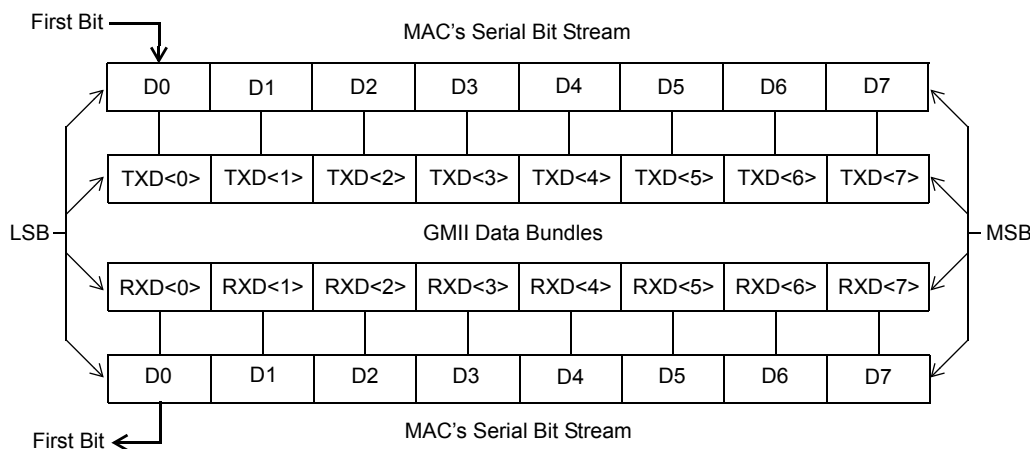 First Bit
MAC's Serial Bit Stream
D0 D1 D2 D3 D4 D5 D6 D7
TXD<0> TXD<1> TXD<2> TXD<3> TXD<4> TXD<5> TXD<6> TXD<7>
LSB GMII Data Bundles MSB
RXD<0> RXD<1> RXD<2> RXD<3> RXD<4> RXD<5> RXD<6> RXD<7>
D0 D1 D2 D3 D4 D5 D6 D7
First Bit MAC's Serial Bit Stream